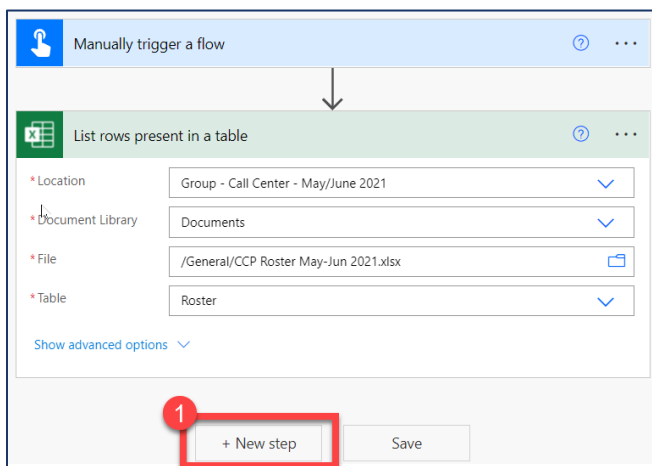 Manually trigger a flow
List rows present in a table
*Location
Group - Call Center - May/June 2021
*Document Library
Documents
*File
/General/CCP Roster May-Jun 2021.xlsx
*Table
Roster
Show advanced options
1
+ New step
Save